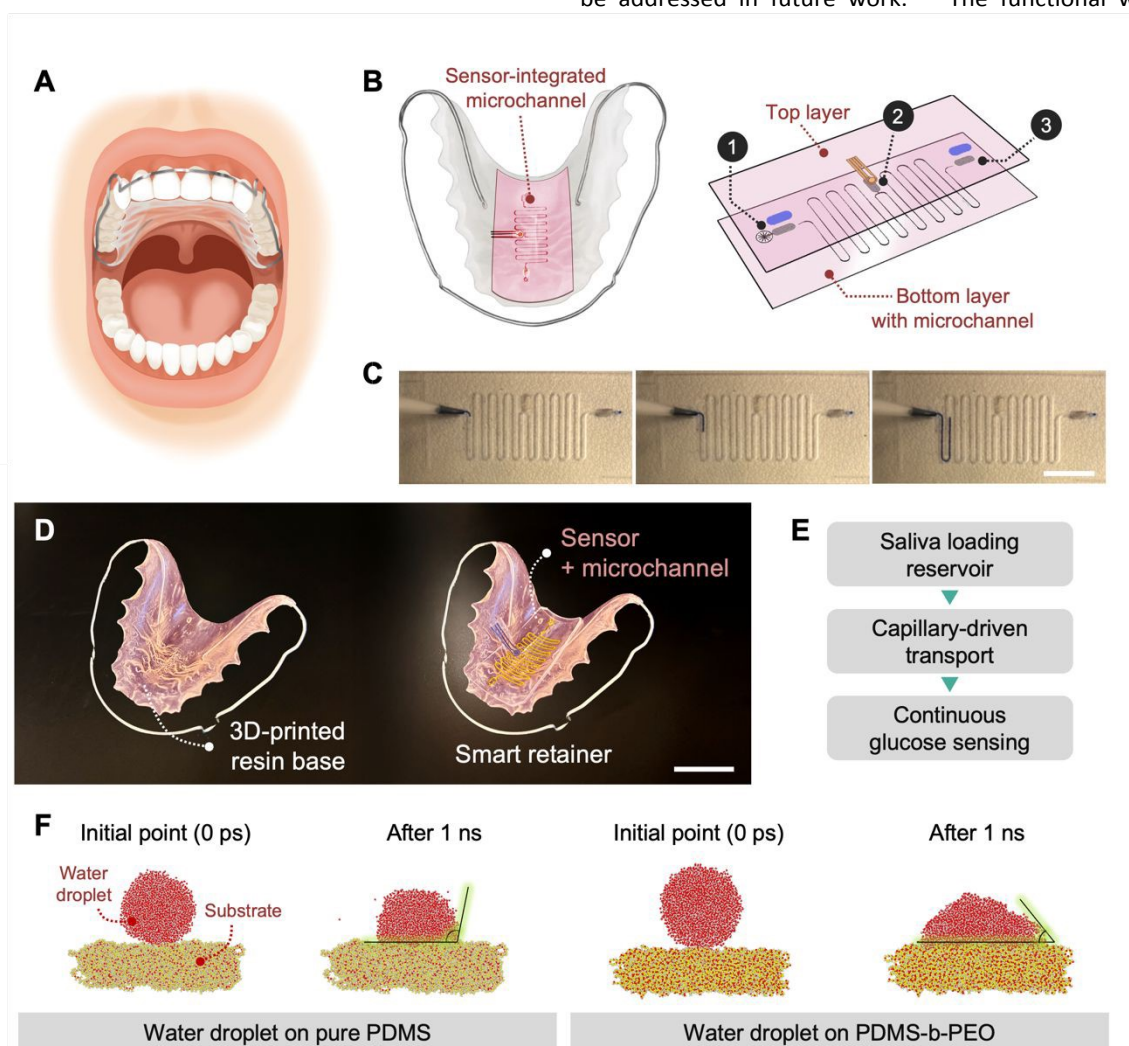 be addressed in future work. The functional w
A
B
Sensor-integrated
microchannel
Top layer
1
2
3
Bottom layer
with microchannel
C
D
Sensor
+ microchannel
3D-printed
resin base
Smart retainer
E
Saliva loading
reservoir
Capillary-driven
transport
Continuous
glucose sensing
F
Initial point (0 ps)
After 1 ns
Initial point (0 ps)
After 1 ns
Water
droplet
Substrate
Water droplet on pure PDMS
Water droplet on PDMS-b-PEO